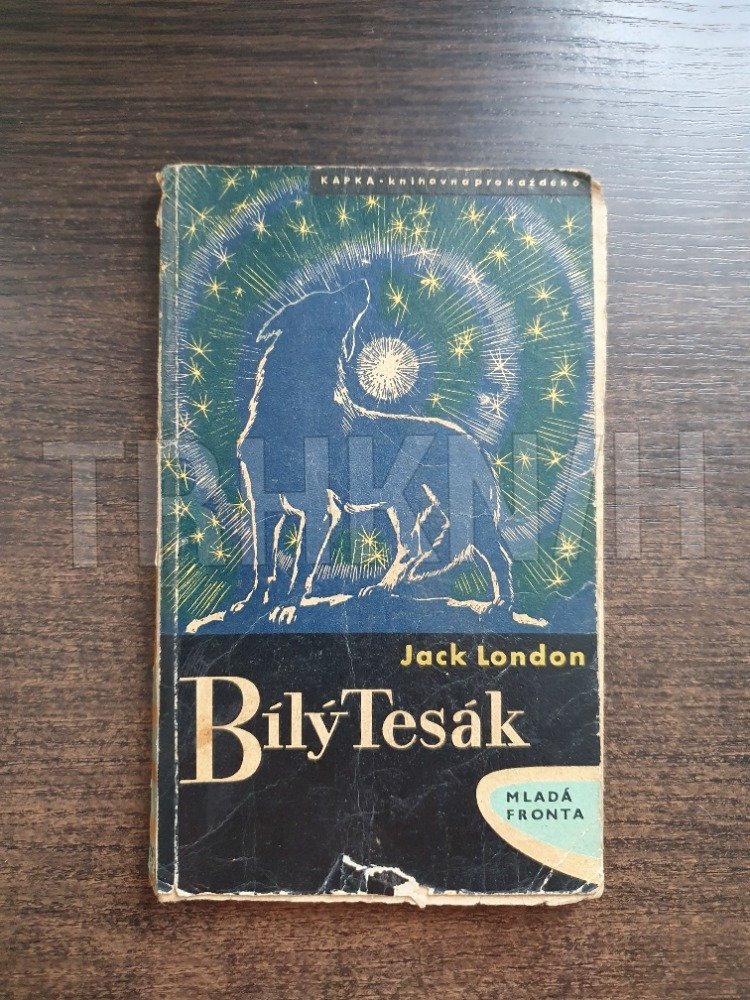 KAPKA • knihovna pro každého
Jack London
Bílý Tesák
MLADÁ
FRONTA
TRHKNIH